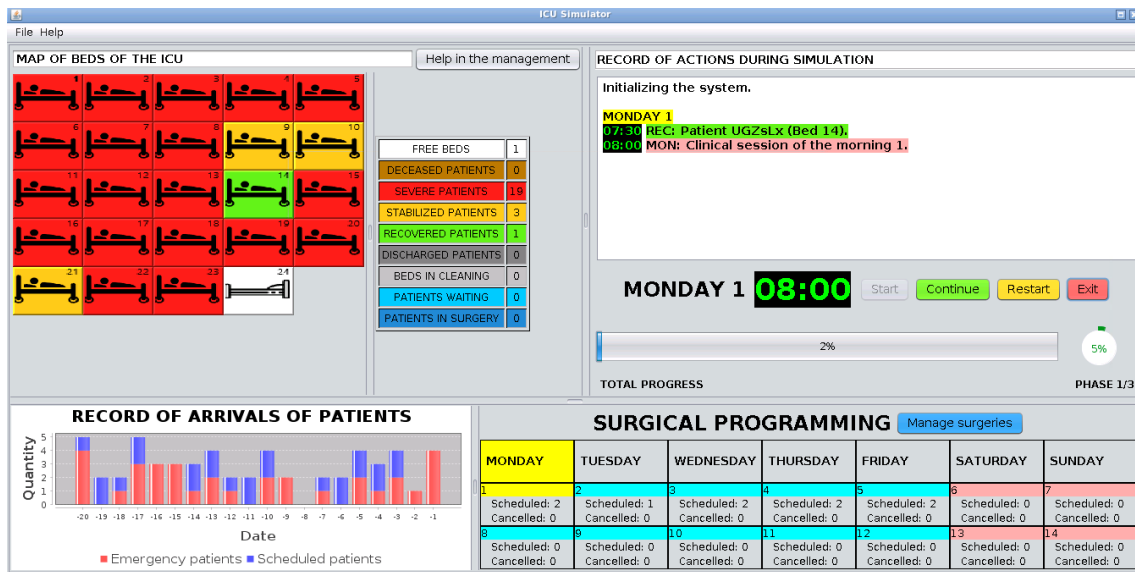 ICU Simulator
File Help
MAP OF BEDS OF THE ICU
Help in the management
1 2 3 4 5
6 7 8 9 10
11 12 13 14 15
16 17 18 19 20
21 22 23 24
FREE BEDS 1
DECEASED PATIENTS 0
SEVERE PATIENTS 19
STABILIZED PATIENTS 3
RECOVERED PATIENTS 1
DISCHARGED PATIENTS 0
BEDS IN CLEANING 0
PATIENTS WAITING 0
PATIENTS IN SURGERY 0
RECORD OF ACTIONS DURING SIMULATION
Initializing the system.
MONDAY 1
07:30 REC: Patient UGZsLx (Bed 14).
08:00 MON: Clinical session of the morning 1.
MONDAY 1 08:00 Start Continue Restart Exit
2%
5%
TOTAL PROGRESS PHASE 1/3
RECORD OF ARRIVALS OF PATIENTS
Quantity
5
4
3
2
1
0
-20 -19 -18 -17 -16 -15 -14 -13 -12 -11 -10 -9 -8 -7 -6 -5 -4 -3 -2 -1
Date
Emergency patients Scheduled patients
SURGICAL PROGRAMMING Manage surgeries
MONDAY TUESDAY WEDNESDAY THURSDAY FRIDAY SATURDAY SUNDAY
1 2 3 4 5 6 7
Scheduled: 2 Scheduled: 1 Scheduled: 2 Scheduled: 2 Scheduled: 2 Scheduled: 0 Scheduled: 0
Cancelled: 0 Cancelled: 0 Cancelled: 0 Cancelled: 0 Cancelled: 0 Cancelled: 0 Cancelled: 0
8 9 10 11 12 13 14
Scheduled: 0 Scheduled: 0 Scheduled: 0 Scheduled: 0 Scheduled: 0 Scheduled: 0 Scheduled: 0
Cancelled: 0 Cancelled: 0 Cancelled: 0 Cancelled: 0 Cancelled: 0 Cancelled: 0 Cancelled: 0